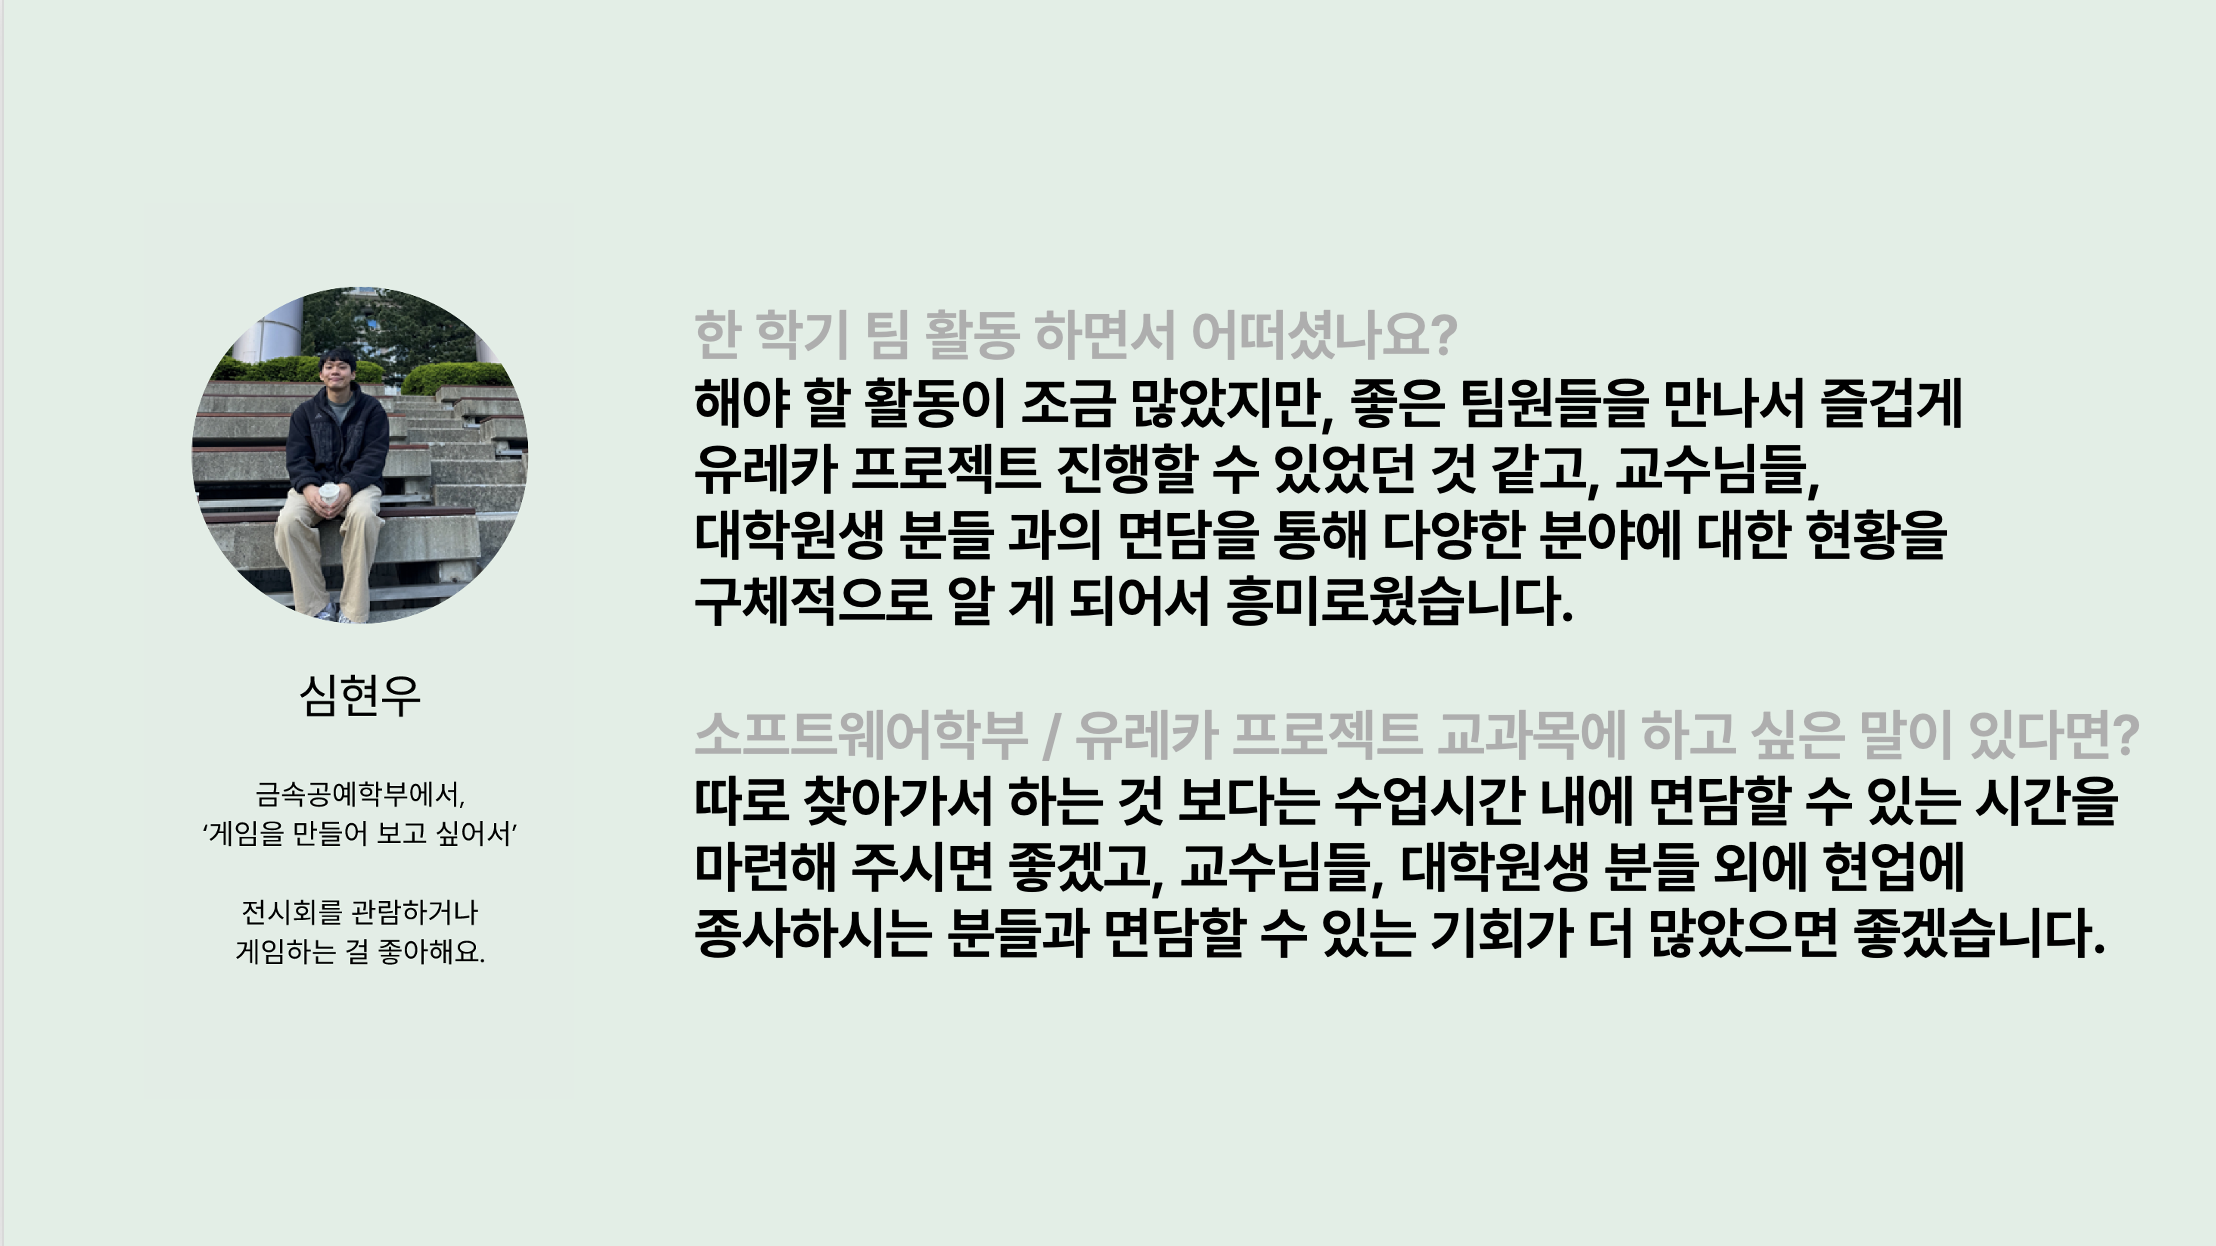 심현우
금속공예학부에서,
‘게임을 만들어 보고 싶어서’
전시회를 관람하거나
게임하는 걸 좋아해요.
한 학기 팀 활동 하면서 어떠셨나요?
해야 할 활동이 조금 많았지만, 좋은 팀원들을 만나서 즐겁게
유레카 프로젝트 진행할 수 있었던 것 같고, 교수님들,
대학원생 분들 과의 면담을 통해 다양한 분야에 대한 현황을
구체적으로 알 게 되어서 흥미로웠습니다.
소프트웨어학부 / 유레카 프로젝트 교과목에 하고 싶은 말이 있다면?
따로 찾아가서 하는 것 보다는 수업시간 내에 면담할 수 있는 시간을
마련해 주시면 좋겠고, 교수님들, 대학원생 분들 외에 현업에
종사하시는 분들과 면담할 수 있는 기회가 더 많았으면 좋겠습니다.